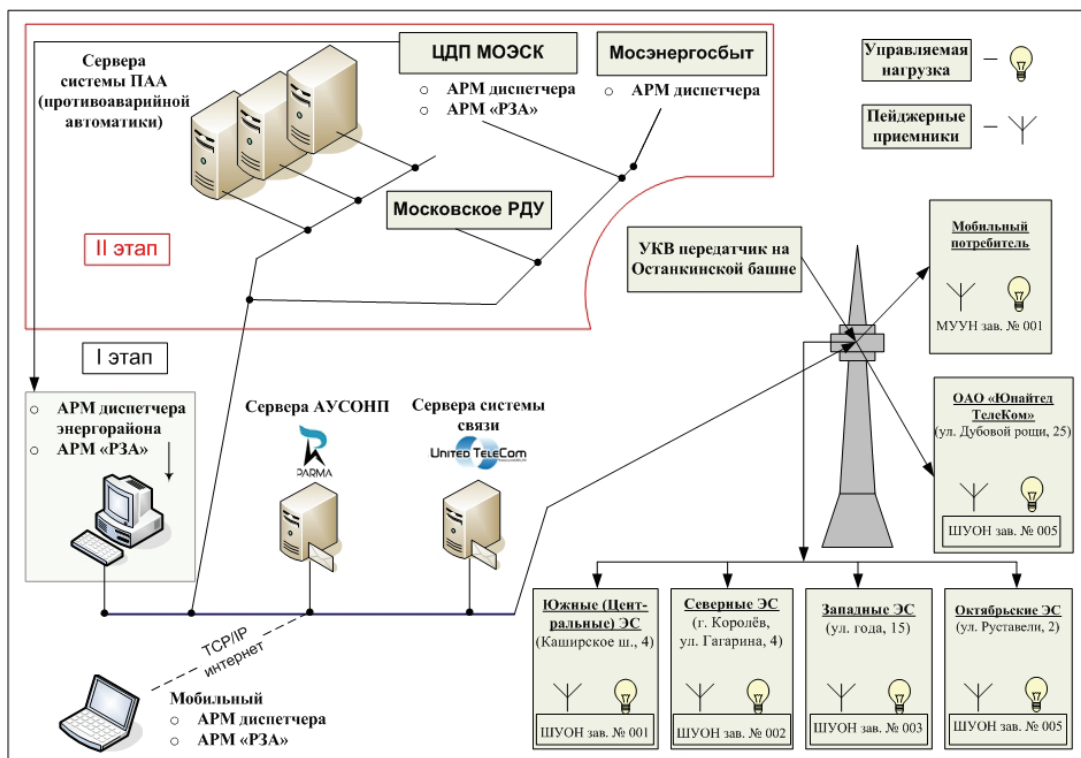 Сервера
системы ПАА
(противоаварийной
автоматики)
ЦДП МОЭСК
○ АРМ диспетчера
○ АРМ «РЗА»
Мосэнергосбыт
○ АРМ диспетчера
Управляемая
нагрузка
Пейджерные
приемники
Московское РДУ
II этап
УКВ передатчик на
Останкинской башне
Мобильный
потребитель
МУУН зав. № 001
I этап
○ АРМ диспетчера
энергорайона
○ АРМ «РЗА»
Сервера АУСОНП
PARMA
Сервера системы
связи
UNITED TELECOM
ОАО «Юнайтед
ТелеКом»
(ул. Дубовой рощи, 25)
ШУОН зав. № 005
Южные (Цент-
ральные) ЭС
(Каширское ш., 4)
ШУОН зав. № 001
Северные ЭС
(г. Королёв,
ул. Гагарина, 4)
ШУОН зав. № 002
Западные ЭС
(ул. года, 15)
ШУОН зав. № 003
Октябрьские ЭС
(ул. Руставели, 2)
ШУОН зав. № 005
TCP/IP
интернет
Мобильный
○ АРМ диспетчера
○ АРМ «РЗА»